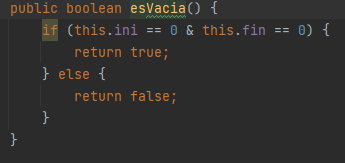 public boolean esVacia() {
    if (this.ini == 0 & this.fin == 0) {
        return true;
    } else {
        return false;
    }
}